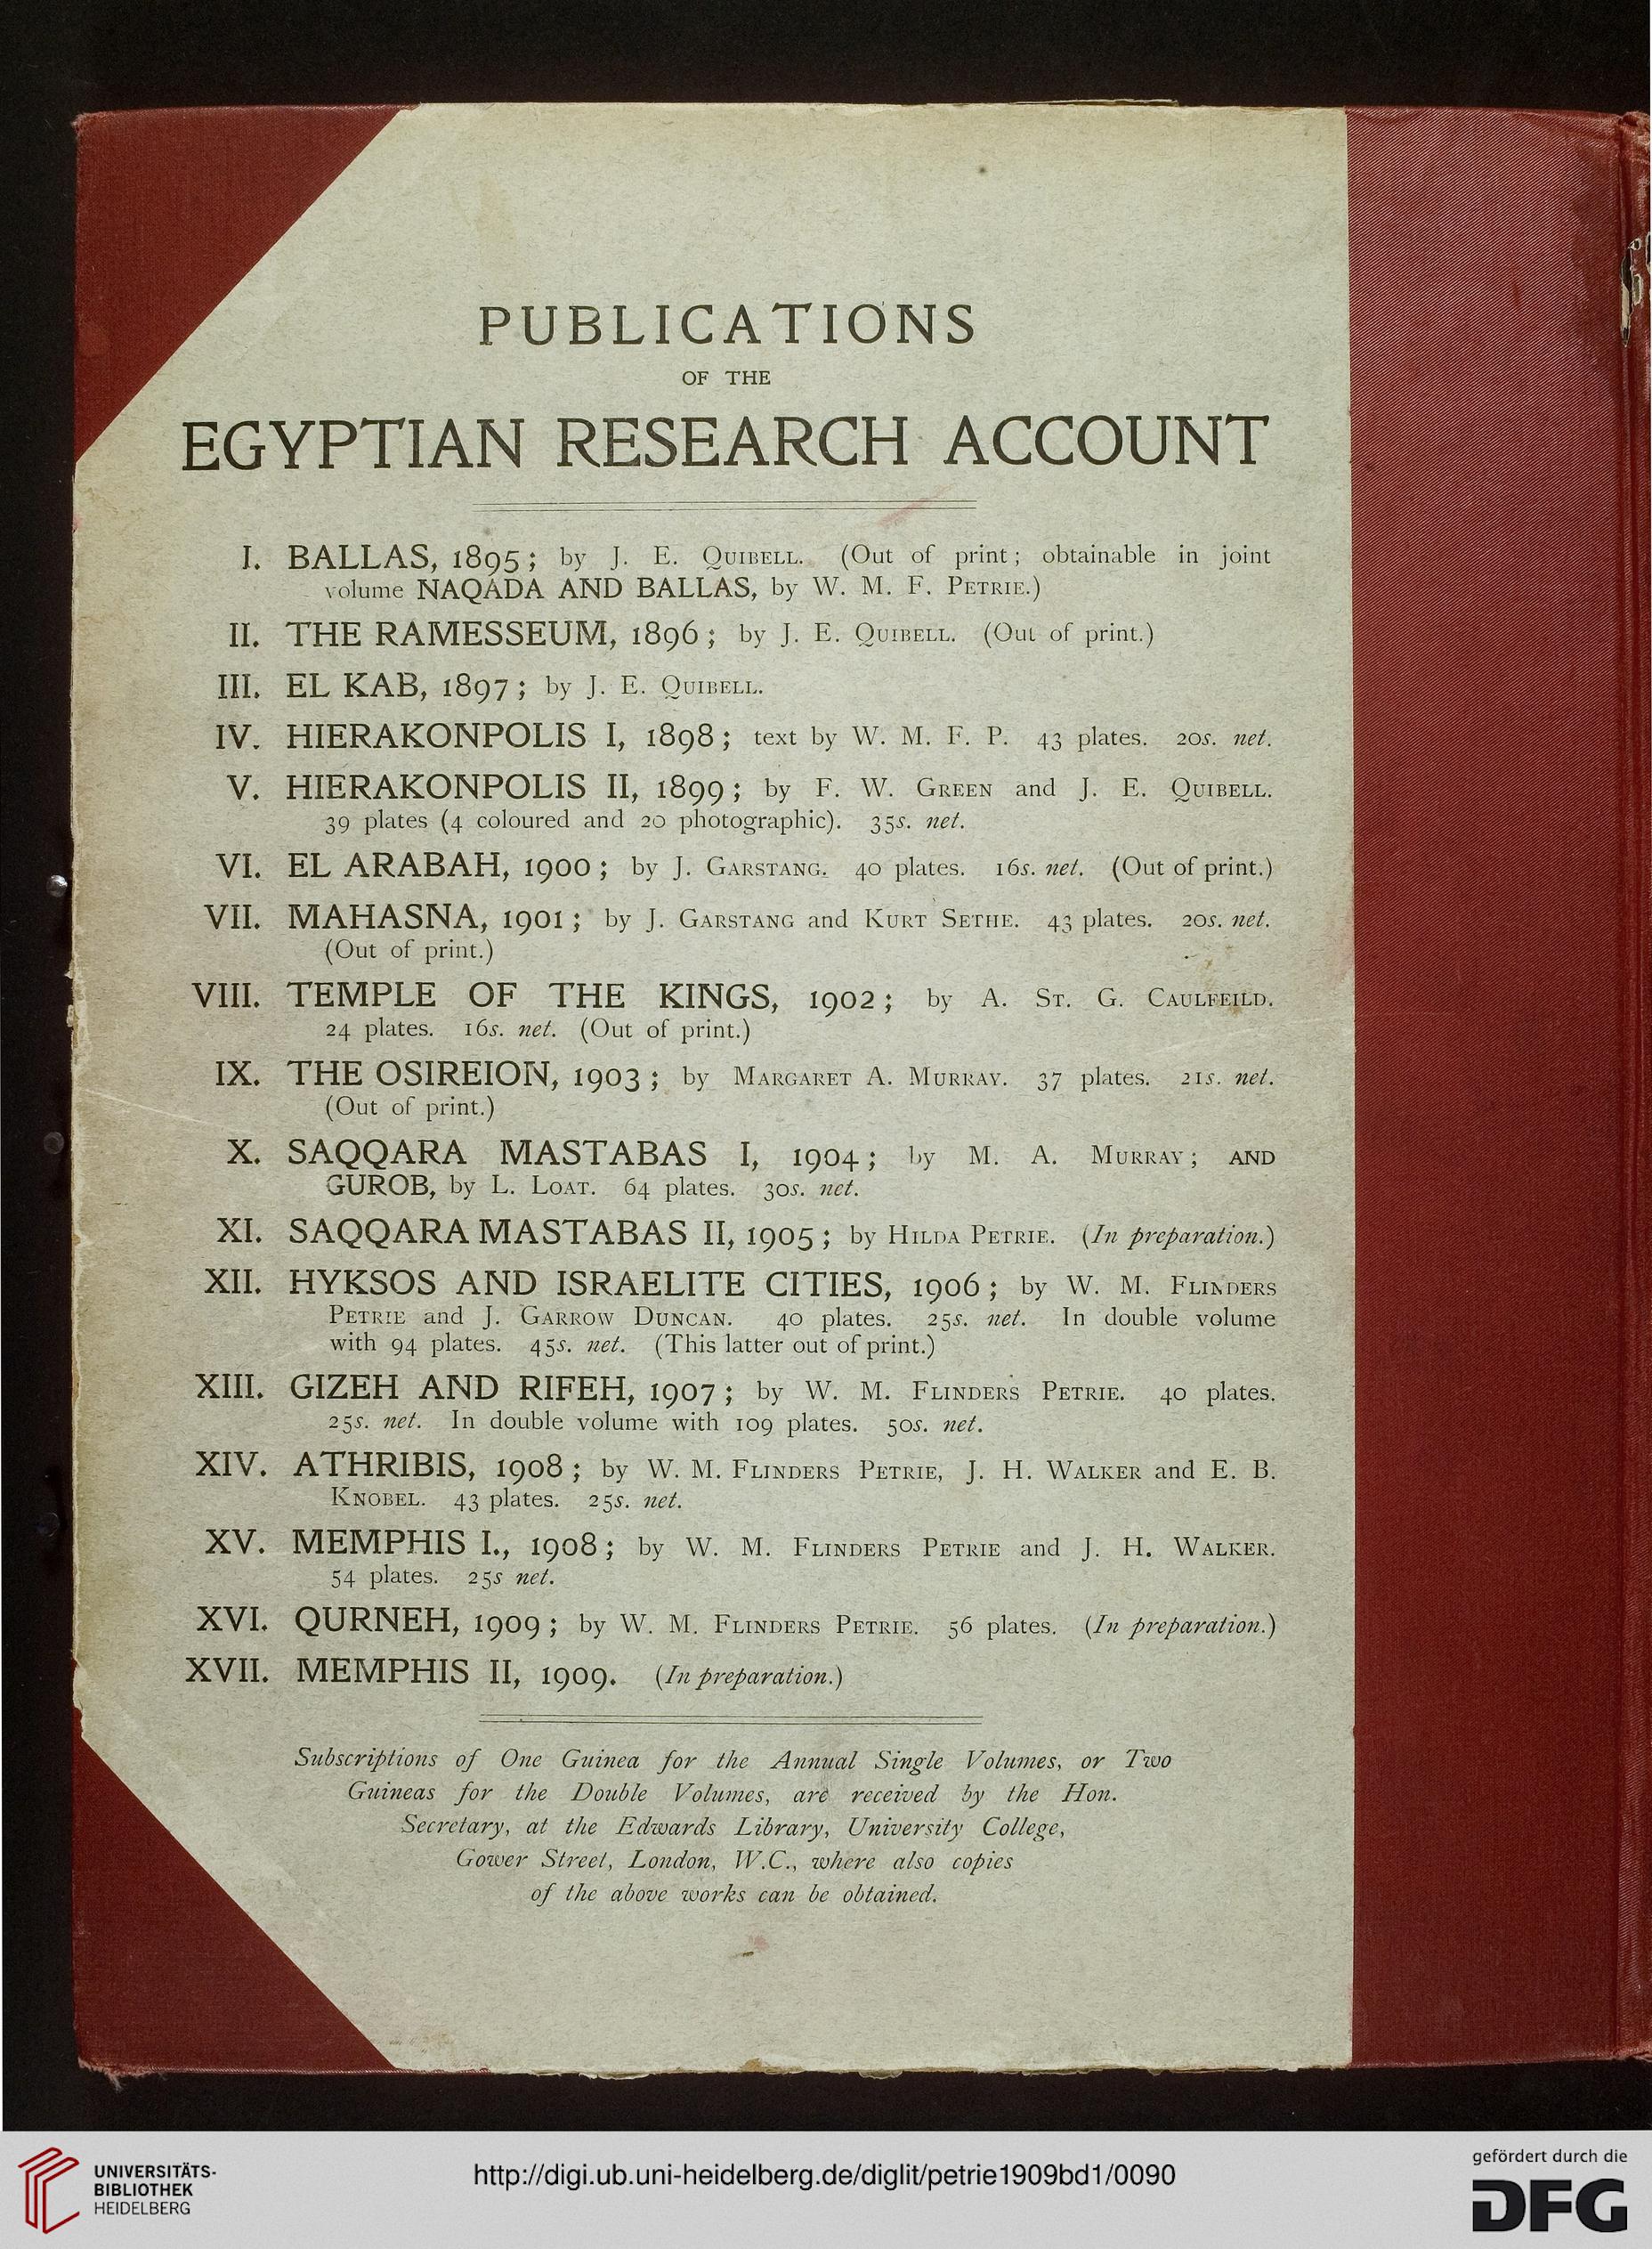 PUBLICATIONS
OF THE
EGYPTIAN RESEARCH ACCOUNT
I. BALLAS, 1895; by J. E. QUIBELL. (Out of print; obtainable in joint
volume NAQADA AND BALLAS, by W. M. F. PETRIE.)
II. THE RAMESSEUM, 1896; by J. E. QUIBELL. (Out of print.)
III. EL KAB, 1897; by J. E. QUIBELL.
IV. HIERAKONPOLIS I, 1898; text by W. M. F. P. 43 plates. 20s. net.
V. HIERAKONPOLIS II, 1899; by F. W. GREEN and J. E. QUIBELL.
39 plates (4 coloured and 20 photographic). 35s. net.
VI. EL ARABAH, 1900; by J. GARSTANG. 40 plates. 16s. net. (Out of print.)
VII. MAHASNA, 1901; by J. GARSTANG and KURT SETHE. 43 plates. 20s. net.
(Out of print.)
VIII. TEMPLE OF THE KINGS, 1902; by A. ST. G. CAULFEILD.
24 plates. 16s. net. (Out of print.)
IX. THE OSIREION, 1903; by MARGARET A. MURRAY. 37 plates. 21s. net.
(Out of print.)
X. SAQQARA MASTABAS I, 1904; by M. A. MURRAY; AND
GUROB, by L. LOAT. 64 plates. 30s. net.
XI. SAQQARA MASTABAS II, 1905; by HILDA PETRIE. (In preparation.)
XII. HYKSOS AND ISRAELITE CITIES, 1906; by W. M. FLINDERS
PETRIE and J. GARROW DUNCAN. 40 plates. 25s. net. In double volume
with 94 plates. 45s. net. (This latter out of print.)
XIII. GIZEH AND RIFEH, 1907; by W. M. FLINDERS PETRIE. 40 plates.
25s. net. In double volume with 109 plates. 50s. net.
XIV. ATHRIBIS, 1908; by W. M. FLINDERS PETRIE, J. H. WALKER and E. B.
KNOBEL. 43 plates. 25s. net.
XV. MEMPHIS I., 1908; by W. M. FLINDERS PETRIE and J. H. WALKER.
54 plates. 25s net.
XVI. QURNEH, 1909; by W. M. FLINDERS PETRIE. 56 plates. (In preparation.)
XVII. MEMPHIS II, 1909. (In preparation.)
Subscriptions of One Guinea for the Annual Single Volumes, or Two
Guineas for the Double Volumes, are received by the Hon.
Secretary, at the Edwards Library, University College,
Gower Street, London, W.C., where also copies
of the above works can be obtained.
UNIVERSITÄTS-
BIBLIOTHEK
HEIDELBERG
http://digi.ub.uni-heidelberg.de/diglit/petrie1909bd1/0090
gefördert durch die
DFG